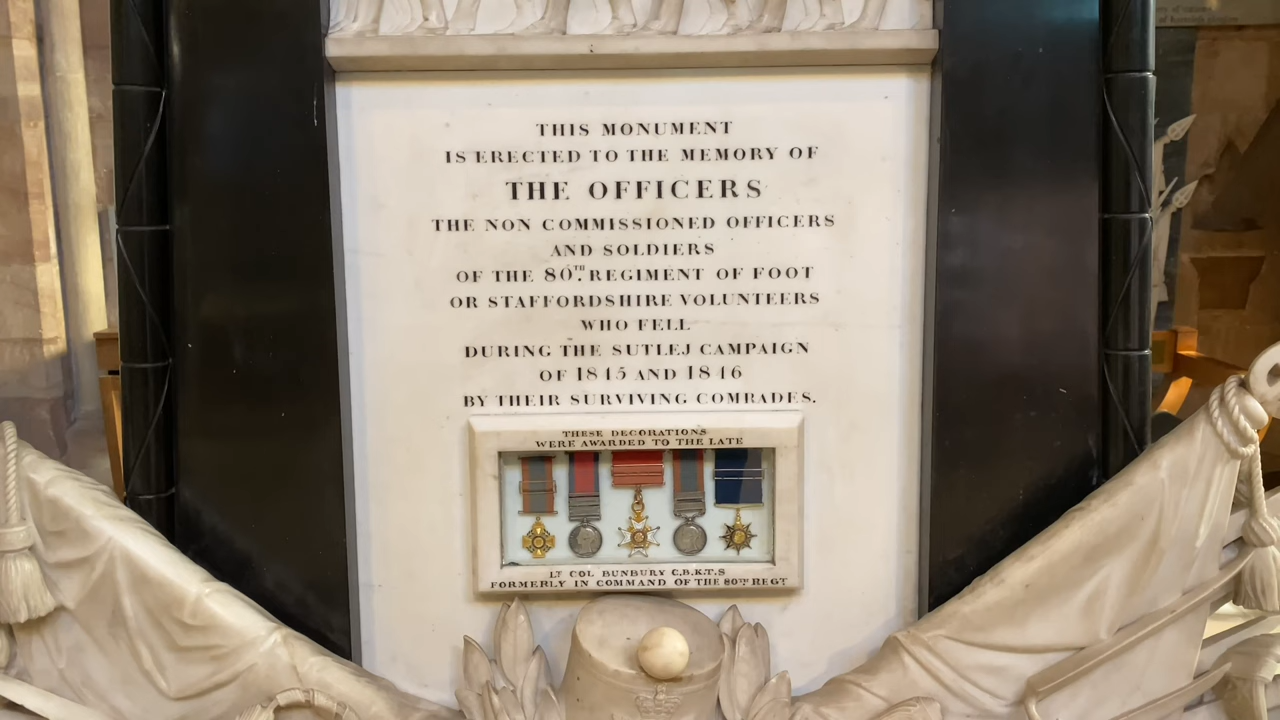 THIS MONUMENT
IS ERECTED TO THE MEMORY OF
THE OFFICERS
THE NON COMMISSIONED OFFICERS
AND SOLDIERS
OF THE 80TH REGIMENT OF FOOT
OR STAFFORDSHIRE VOLUNTEERS
WHO FELL
DURING THE SUTLEJ CAMPAIGN
OF 1845 AND 1846
BY THEIR SURVIVING COMRADES.
THESE DECORATIONS
WERE AWARDED TO THE LATE
LT COL BUNBURY C.B.K.T.S
FORMERLY IN COMMAND OF THE 80TH REGT